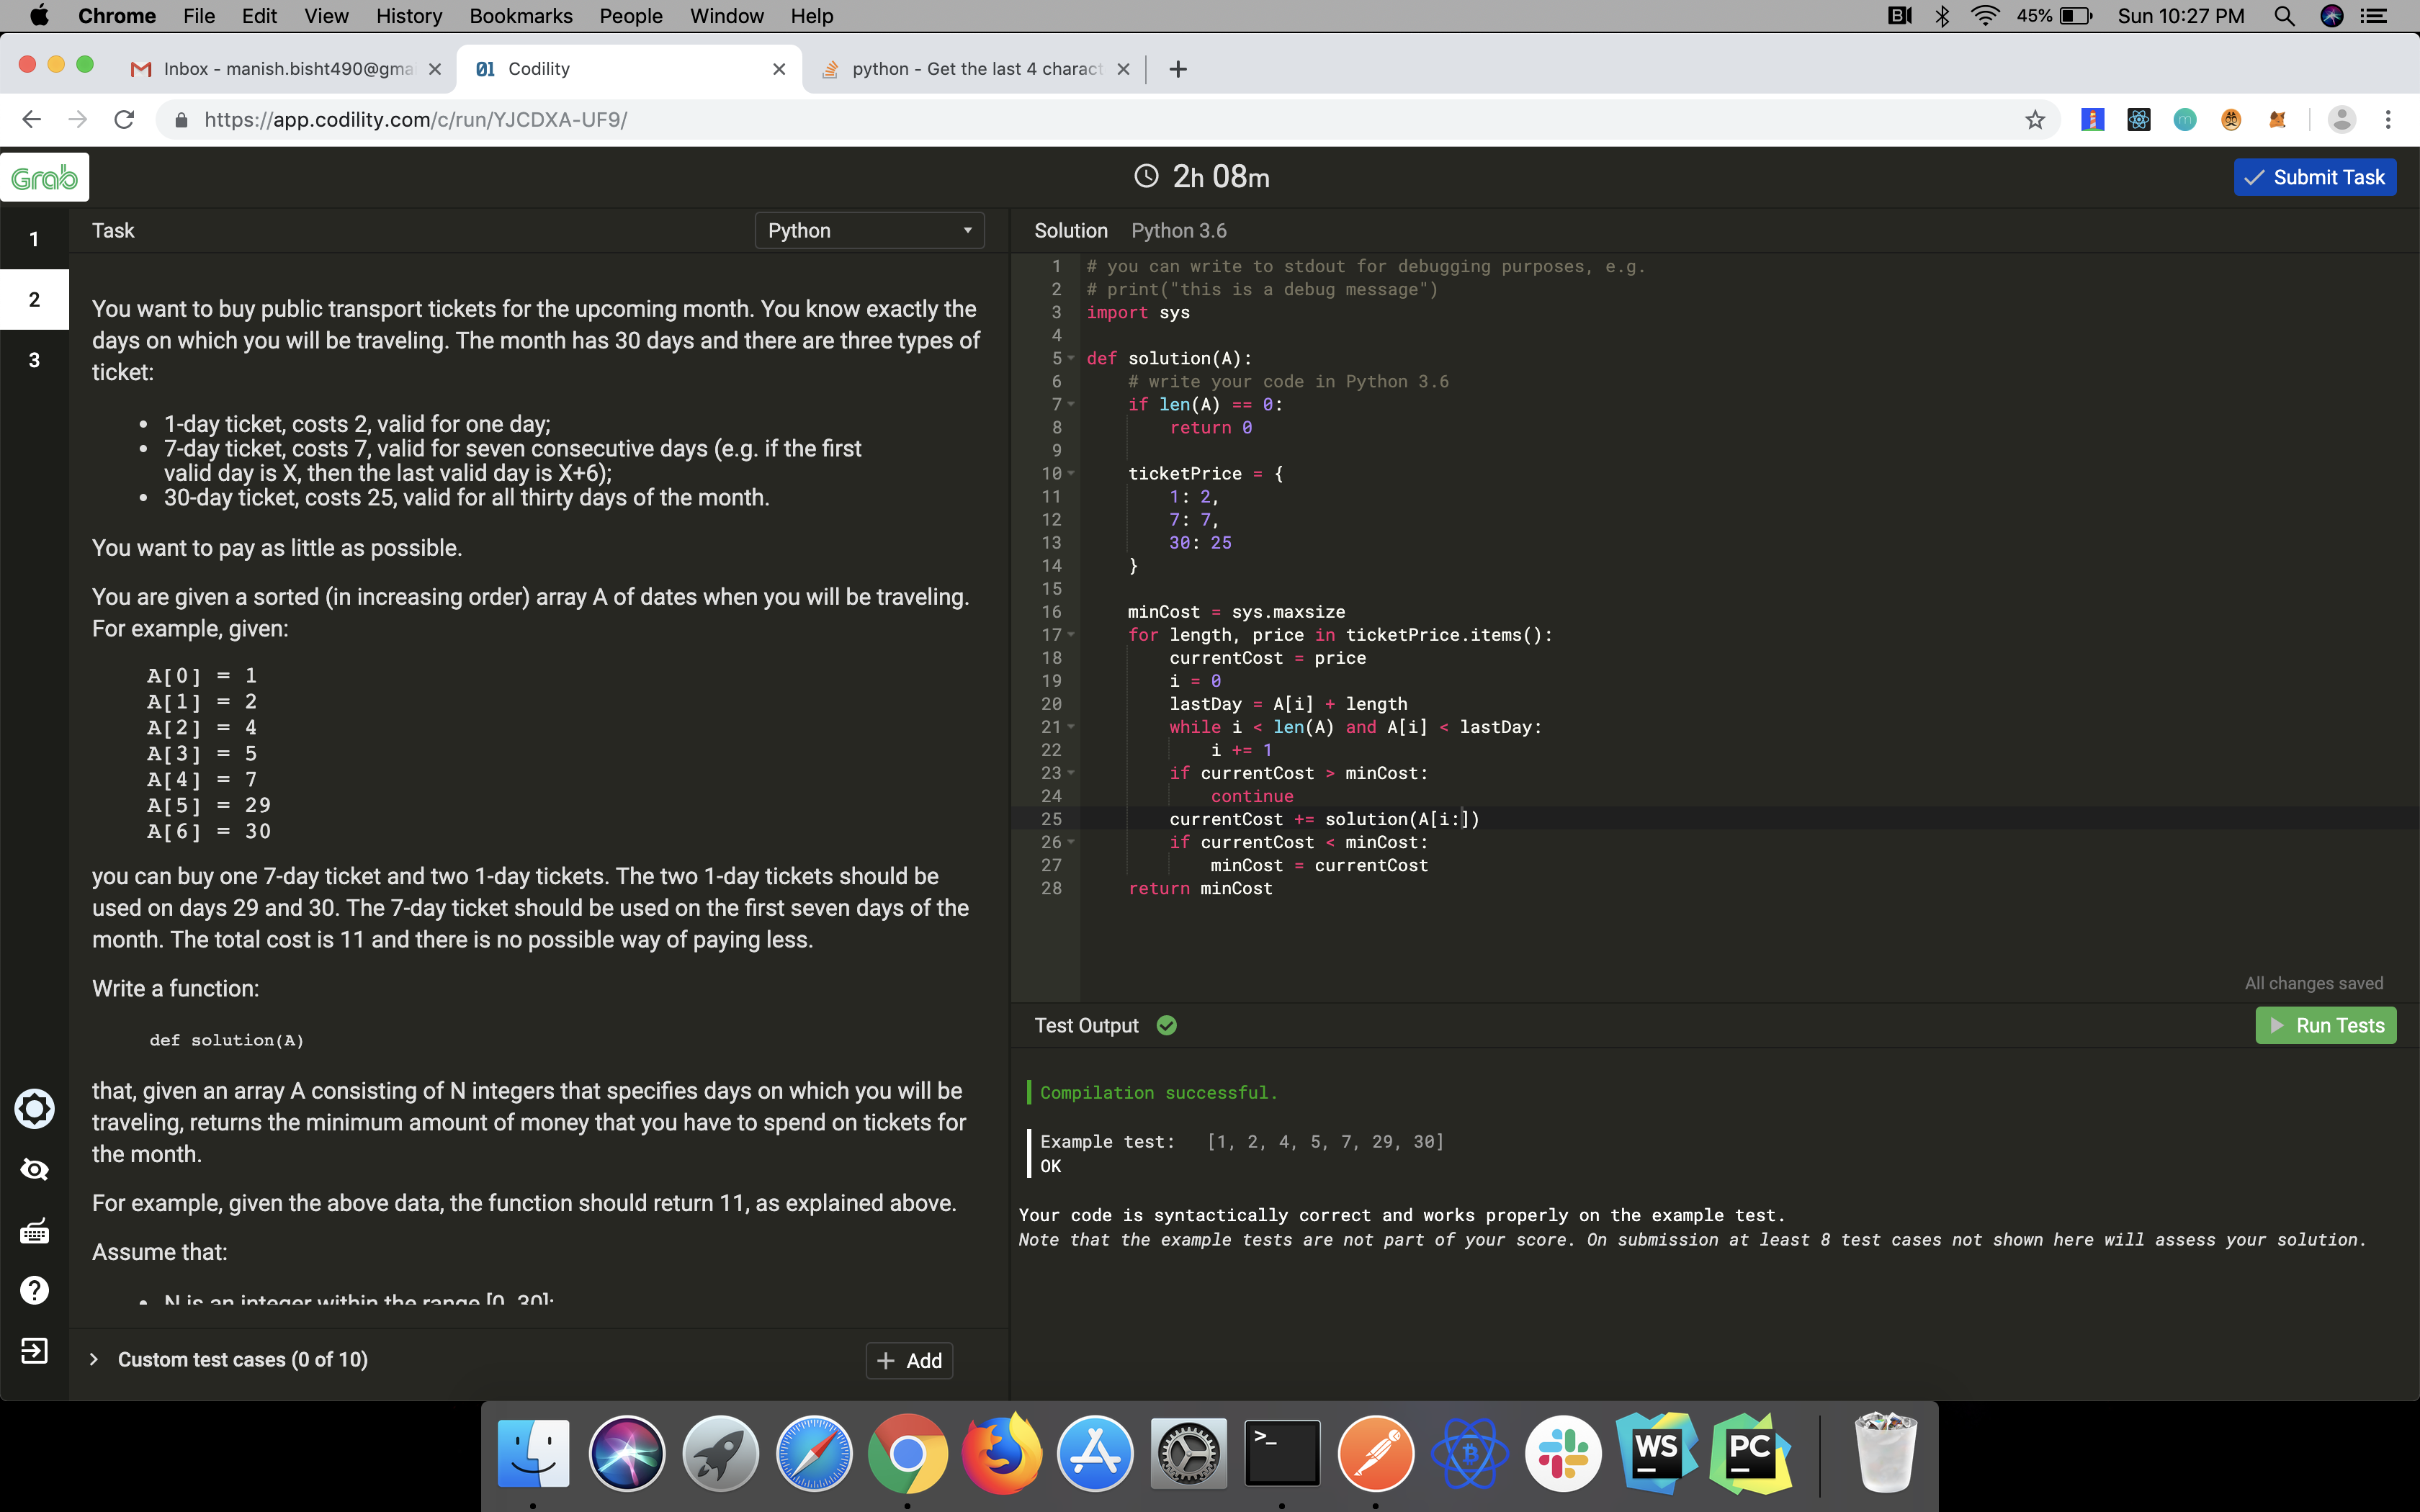 Chrome File Edit View History Bookmarks People Window Help
45% Sun 10:27 PM
Inbox - manish.bisht490@gma
01 Codility
python - Get the last 4 charact
https://app.codility.com/c/run/YJCDXA-UF9/
m
Grab
2h 08m
Submit Task
1
2
3
Task
Python
You want to buy public transport tickets for the upcoming month. You know exactly the
days on which you will be traveling. The month has 30 days and there are three types of
ticket:
• 1-day ticket, costs 2, valid for one day;
• 7-day ticket, costs 7, valid for seven consecutive days (e.g. if the first
valid day is X, then the last valid day is X+6);
• 30-day ticket, costs 25, valid for all thirty days of the month.
You want to pay as little as possible.
You are given a sorted (in increasing order) array A of dates when you will be traveling.
For example, given:
A[0] = 1
A[1] = 2
A[2] = 4
A[3] = 5
A[4] = 7
A[5] = 29
A[6] = 30
you can buy one 7-day ticket and two 1-day tickets. The two 1-day tickets should be
used on days 29 and 30. The 7-day ticket should be used on the first seven days of the
month. The total cost is 11 and there is no possible way of paying less.
Write a function:
def solution(A)
that, given an array A consisting of N integers that specifies days on which you will be
traveling, returns the minimum amount of money that you have to spend on tickets for
the month.
For example, given the above data, the function should return 11, as explained above.
Assume that:
• N is an integer within the range [0..30];
Custom test cases (0 of 10)
+ Add
Solution Python 3.6
1 # you can write to stdout for debugging purposes, e.g.
2 # print("this is a debug message")
3 import sys
4
5 def solution(A):
6 # write your code in Python 3.6
7 if len(A) == 0:
8 return 0
9
10 ticketPrice = {
11 1: 2,
12 7: 7,
13 30: 25
14 }
15
16 minCost = sys.maxsize
17 for length, price in ticketPrice.items():
18 currentCost = price
19 i = 0
20 lastDay = A[i] + length
21 while i < len(A) and A[i] < lastDay:
22 i += 1
23 if currentCost > minCost:
24 continue
25 currentCost += solution(A[i:])
26 if currentCost < minCost:
27 minCost = currentCost
28 return minCost
All changes saved
Test Output
Run Tests
Compilation successful.
Example test: [1, 2, 4, 5, 7, 29, 30]
OK
Your code is syntactically correct and works properly on the example test.
Note that the example tests are not part of your score. On submission at least 8 test cases not shown here will assess your solution.
>_
WS
PC